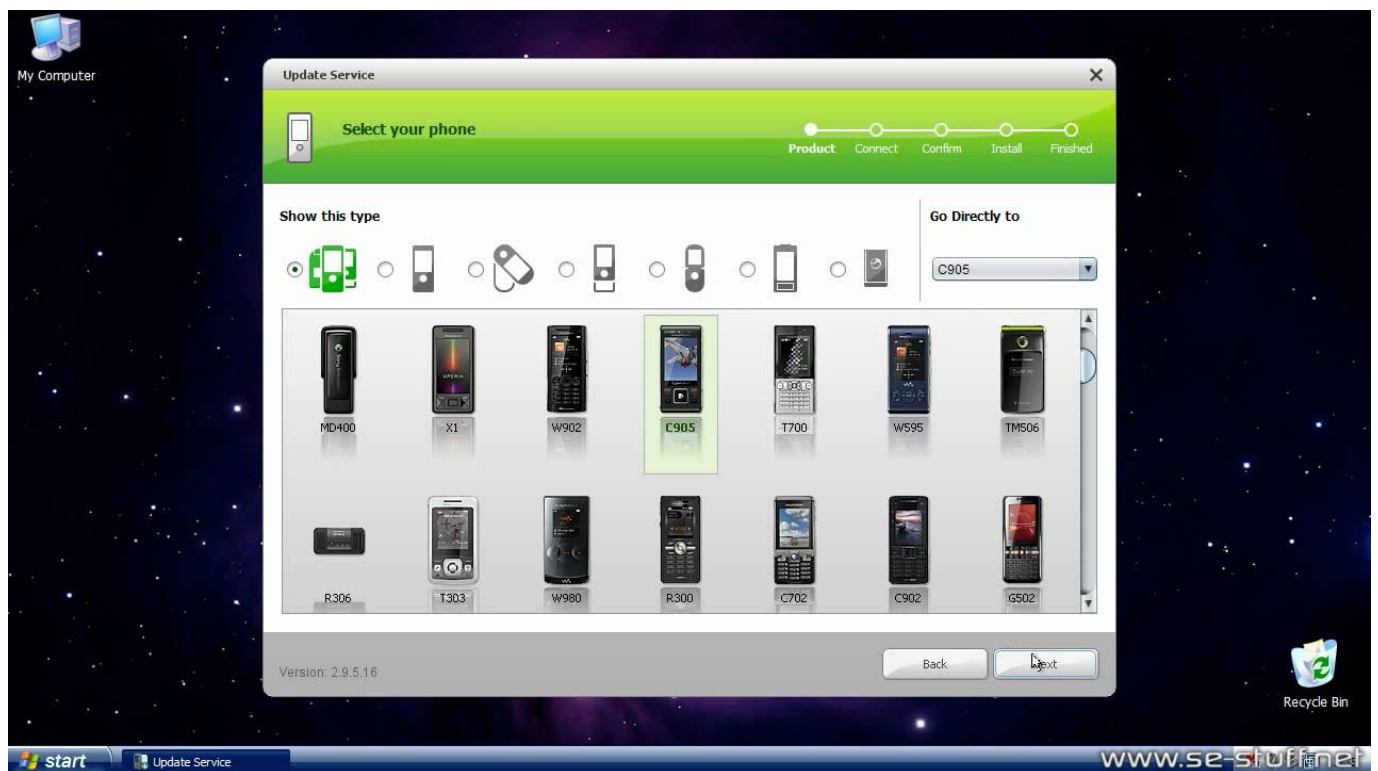 My Computer
Update Service
Select your phone
Product Connect Confirm Install Finished
Show this type
Go Directly to
C905
MD400 X1 W902 C905 T700 W595 TM506
R306 T303 W980 R300 C702 C902 G502
Version: 2.9.5.16
Back Next
Recycle Bin
start Update Service
www.se-stuff.net